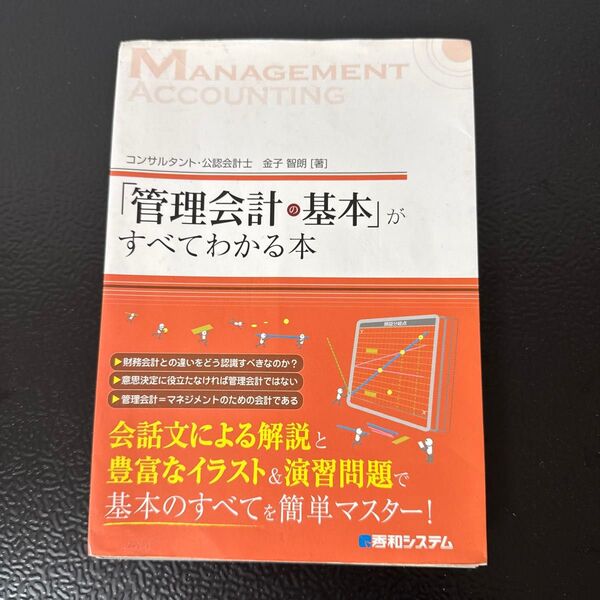 MANAGEMENT
ACCOUNTING
コンサルタント・公認会計士 金子 智朗 [著]
「管理会計の基本」が
すべてわかる本
損益分岐点
▶財務会計との違いをどう認識すべきなのか?
▶意思決定に役立たなければ管理会計ではない
▶管理会計=マネジメントのための会計である
会話文による解説と
豊富なイラスト&演習問題で
基本のすべてを簡単マスター!
秀和システム